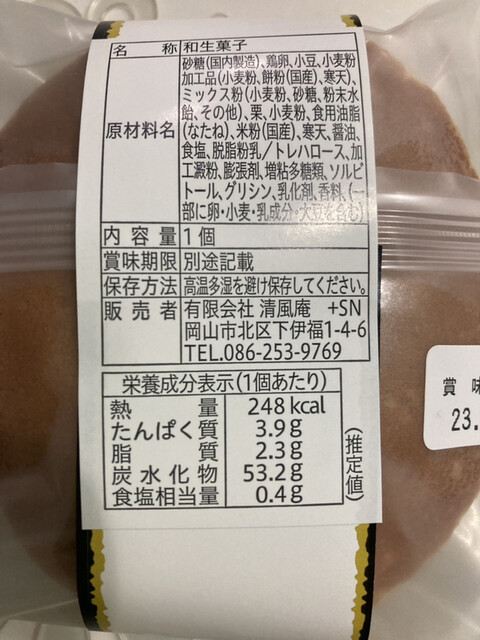 名称 和生菓子
原材料名
砂糖(国内製造)、鶏卵、小豆、小麦粉
加工品(小麦粉、餅粉(国産)、寒天)、
ミックス粉(小麦粉、砂糖、粉末水
飴、その他)、栗、小麦粉、食用油脂
(なたね)、米粉(国産)、寒天、醤油、
食塩、脱脂粉乳/トレハロース、加
工澱粉、膨張剤、増粘多糖類、ソルビ
トール、グリシン、乳化剤、香料、(一
部に卵・小麦・乳成分・大豆を含む)
内容量 1個
賞味期限 別途記載
保存方法 高温多湿を避け保存してください。
販売者 有限会社 清風庵 +SN
岡山市北区下伊福1-4-6
TEL.086-253-9769
栄養成分表示(1個あたり)
熱量 248kcal
たんぱく質 3.9g
脂質 2.3g
炭水化物 53.2g
食塩相当量 0.4g
(推定値)
賞味
23.